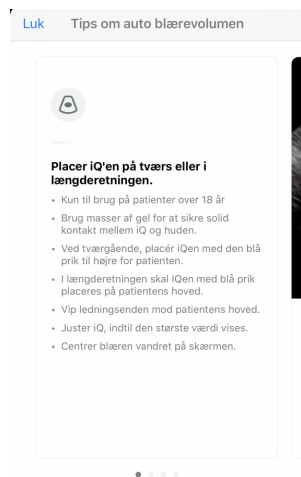 Luk Tips om auto blærevolumen
Placer iQ'en på tværs eller i
længderetningen.
• Kun til brug på patienter over 18 år
• Brug masser af gel for at sikre solid
kontakt mellem iQ og huden.
• Ved tværgående, placér iQen med den blå
prik til højre for patienten.
• I længderetningen skal IQen med blå prik
placeres på patientens hoved.
• Vip ledningsenden mod patientens hoved.
• Juster iQ, indtil den største værdi vises.
• Centrer blæren vandret på skærmen.